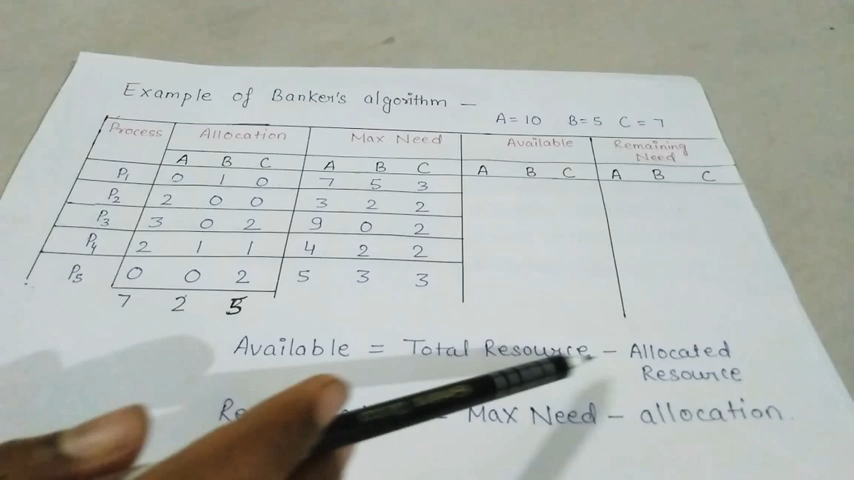 Example of Banker's algorithm –
A = 10 B = 5 C = 7
Process Allocation Max Need Available Remaining Need
A B C A B C A B C A B C
P1 0 1 0 7 5 3
P2 2 0 0 3 2 2
P3 3 0 2 9 0 2
P4 2 1 1 4 2 2
P5 0 0 2 5 3 3
7 2 5
Available = Total Resource – Allocated
Resource
= Max Need – allocation.